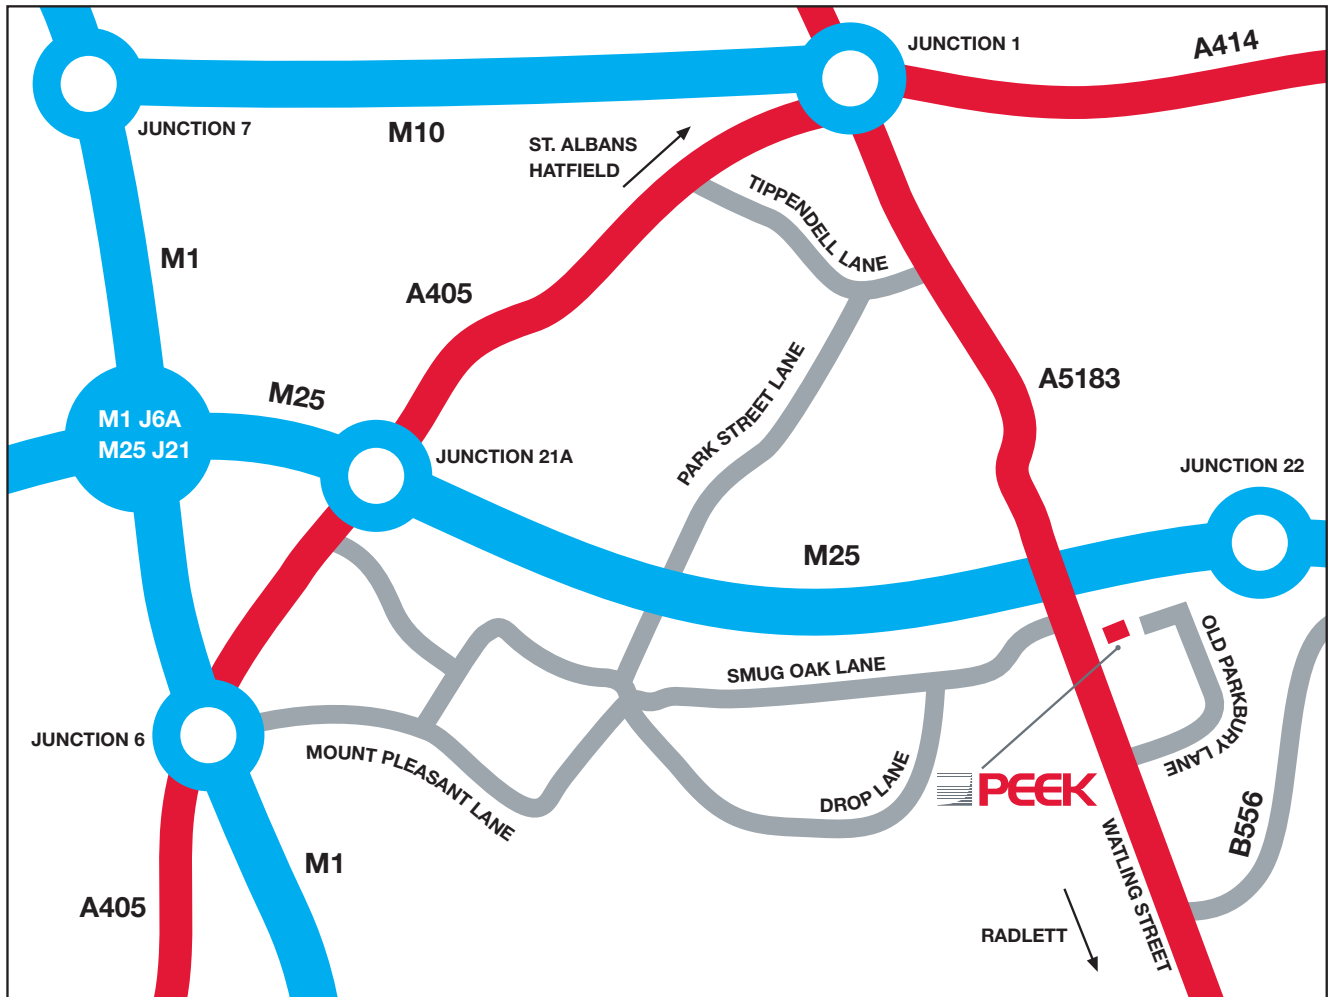 JUNCTION 1
A414
JUNCTION 7
M10
ST. ALBANS
HATFIELD
TIPPENDELL LANE
M1
A405
PARK STREET LANE
A5183
M25
M1 J6A
M25 J21
JUNCTION 21A
JUNCTION 22
M25
SMUG OAK LANE
OLD PARKBURY LANE
JUNCTION 6
MOUNT PLEASANT LANE
DROP LANE
PEEK
B556
WATLING STREET
M1
A405
RADLETT